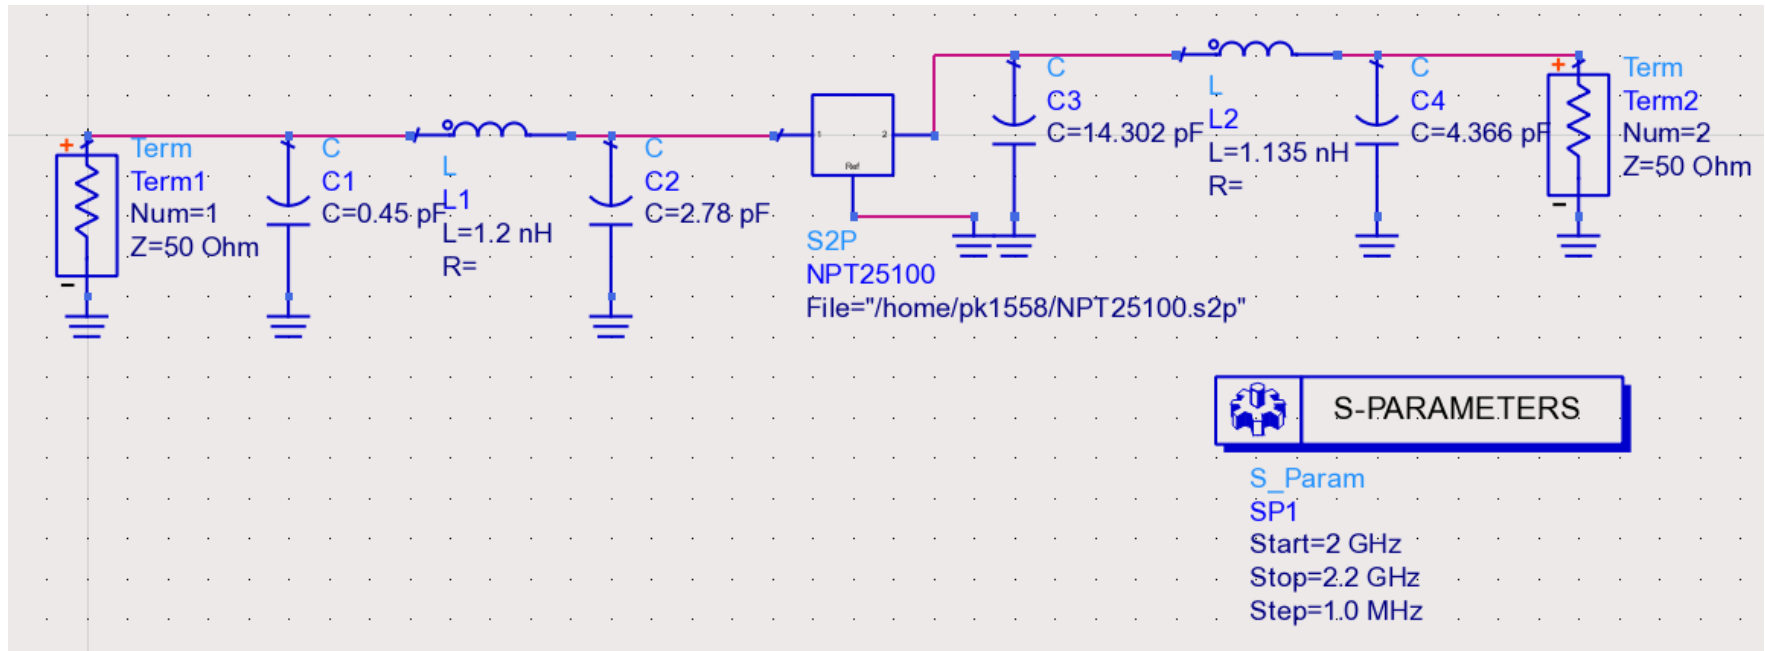 +
Term
Term1
Num=1
Z=50 Ohm
−
C
C1
C=0.45 pF
L
L1
L=1.2 nH
R=
C
C2
C=2.78 pF
1
2
Ref
S2P
NPT25100
File="/home/pk1558/NPT25100.s2p"
C
C3
C=14.302 pF
L
L2
L=1.135 nH
R=
C
C4
C=4.366 pF
+
Term
Term2
Num=2
Z=50 Ohm
−
S-PARAMETERS
S_Param
SP1
Start=2 GHz
Stop=2.2 GHz
Step=1.0 MHz